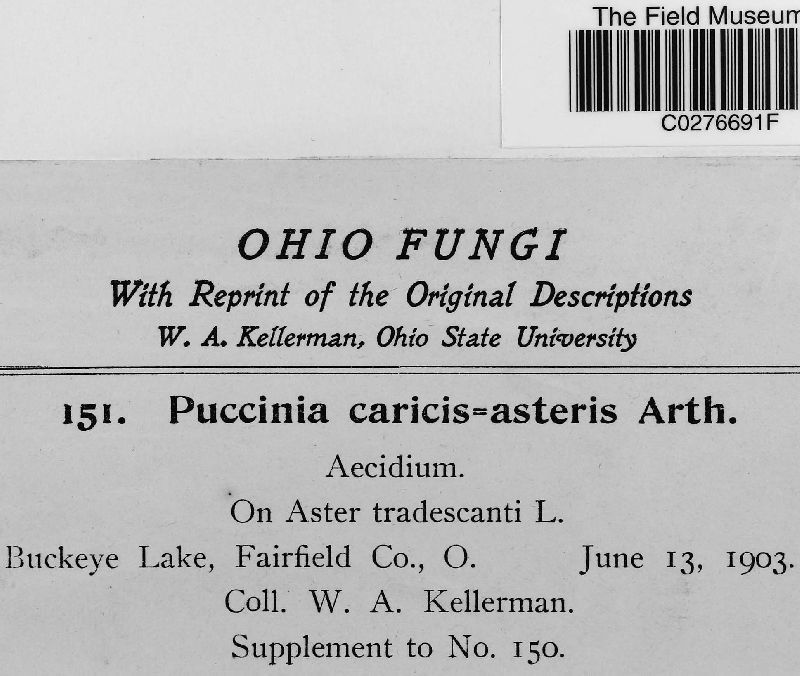 The Field Museum
C0276691F
OHIO FUNGI
With Reprint of the Original Descriptions
W. A. Kellerman, Ohio State University
151. Puccinia caricis=asteris Arth.
Aecidium.
On Aster tradescanti L.
Buckeye Lake, Fairfield Co., O. June 13, 1903.
Coll. W. A. Kellerman.
Supplement to No. 150.